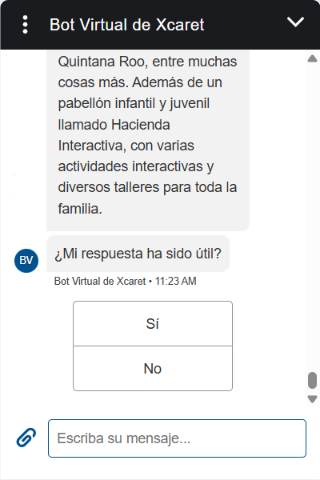 Bot Virtual de Xcaret
Quintana Roo, entre muchas
cosas más. Además de un
pabellón infantil y juvenil
llamado Hacienda
Interactiva, con varias
actividades interactivas y
diversos talleres para toda la
familia.
BV
¿Mi respuesta ha sido útil?
Bot Virtual de Xcaret • 11:23 AM
Sí
No
Escriba su mensaje...